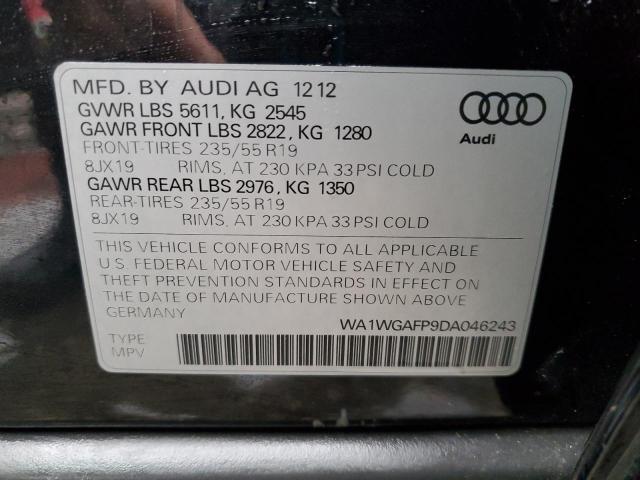 MFD. BY AUDI AG 12 12
GVWR LBS 5611, KG 2545
GAWR FRONT LBS 2822, KG 1280
FRONT-TIRES 235/55 R19
8JX19 RIMS, AT 230 KPA 33 PSI COLD
GAWR REAR LBS 2976, KG 1350
REAR-TIRES 235/55 R19
8JX19 RIMS, AT 230 KPA 33 PSI COLD
Audi
THIS VEHICLE CONFORMS TO ALL APPLICABLE
U.S. FEDERAL MOTOR VEHICLE SAFETY AND
THEFT PREVENTION STANDARDS IN EFFECT ON
THE DATE OF MANUFACTURE SHOWN ABOVE
GERMANY
WA1WGAFP9DA046243
TYPE
MPV